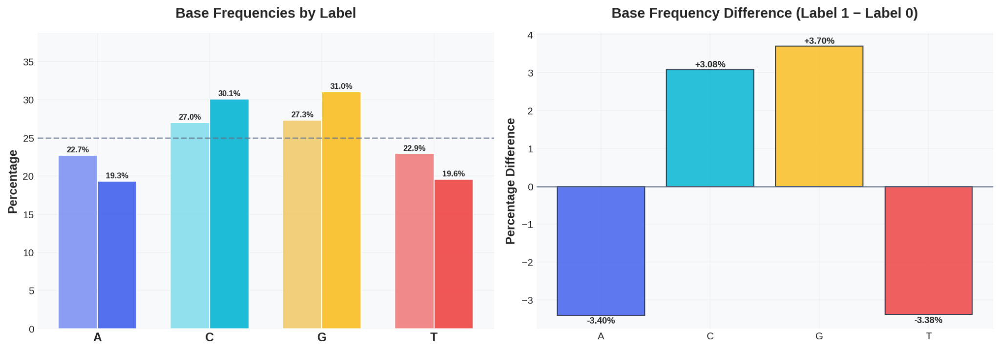 Base Frequencies by Label
Percentage
35
30
25
20
15
10
5
0
22.7%
19.3%
27.0%
30.1%
27.3%
31.0%
22.9%
19.6%
A
C
G
T
Base Frequency Difference (Label 1 − Label 0)
Percentage Difference
4
3
2
1
0
−1
−2
−3
-3.40%
+3.08%
+3.70%
-3.38%
A
C
G
T